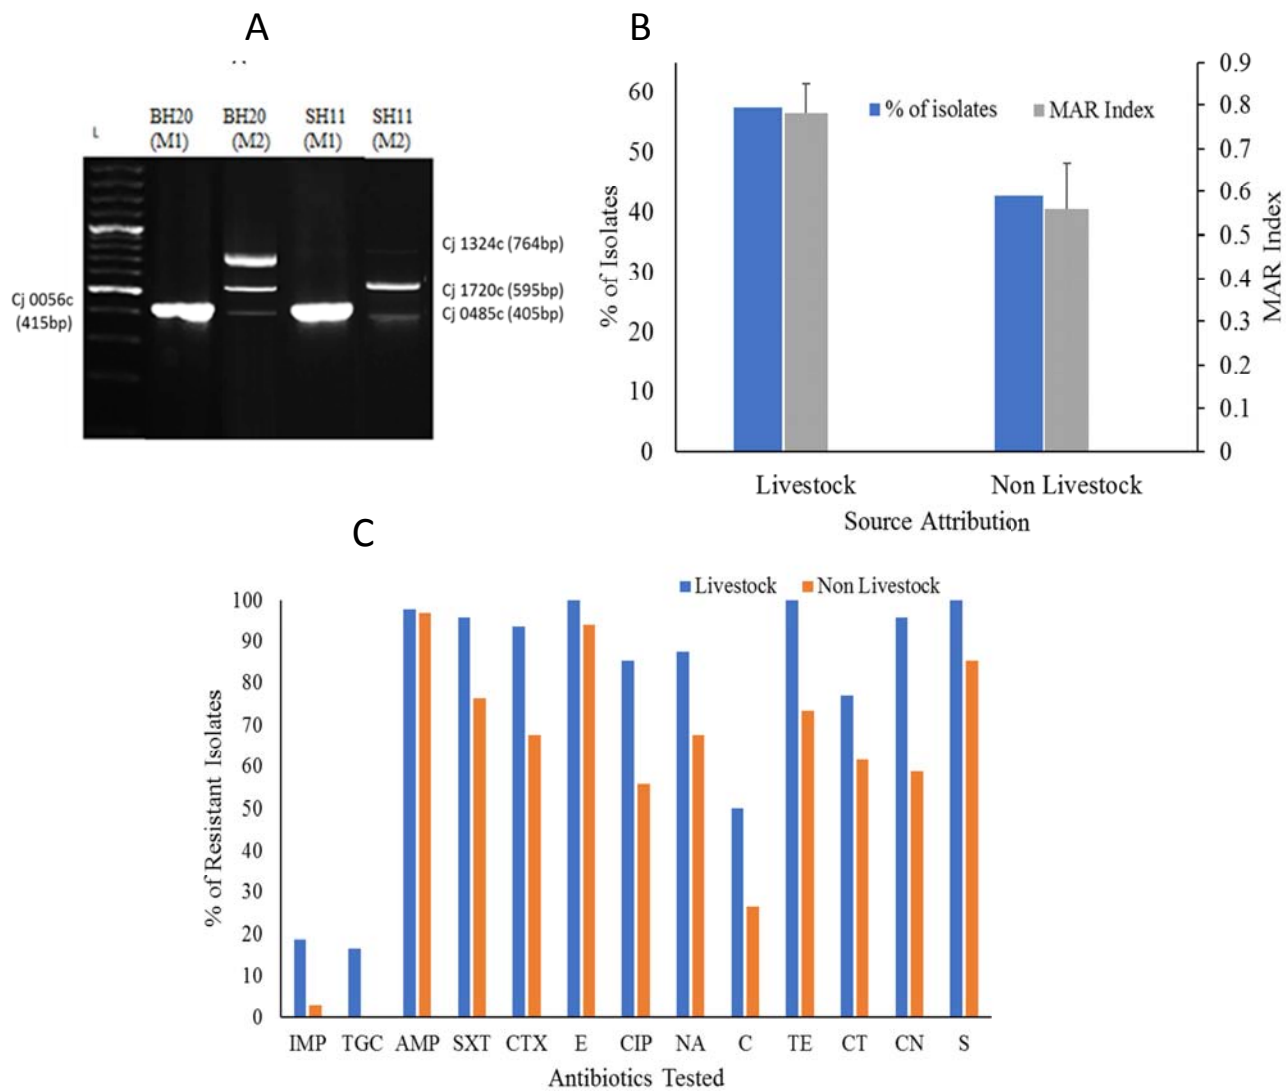 A
BH20 BH20 SH11 SH11
L (M1) (M2) (M1) (M2)
Cj 1324c (764bp)
Cj 1720c (595bp)
Cj 0056c
(415bp)
Cj 0485c (405bp)
B
% of isolates MAR Index
60
50
40
30
20
10
0
% of Isolates
0.9
0.8
0.7
0.6
0.5
0.4
0.3
0.2
0.1
0
MAR Index
Livestock Non Livestock
Source Attribution
C
Livestock Non Livestock
100
90
80
70
60
50
40
30
20
10
0
% of Resistant Isolates
IMP TGC AMP SXT CTX E CIP NA C TE CT CN S
Antibiotics Tested